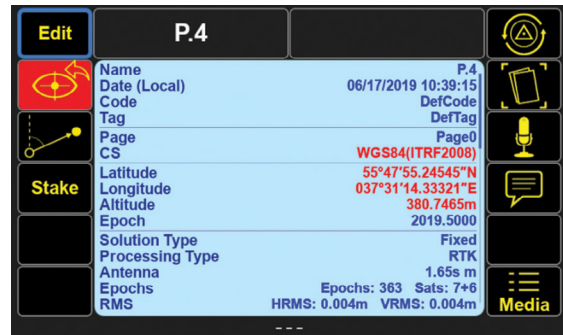 Edit
P.4
Name P.4
Date (Local) 06/17/2019 10:39:15
Code DefCode
Tag DefTag
Page Page0
CS WGS84(ITRF2008)
Stake
Latitude 55°47'55.24545"N
Longitude 037°31'14.33321"E
Altitude 380.7465m
Epoch 2019.5000
Solution Type Fixed
Processing Type RTK
Antenna 1.65s m
Epochs Epochs: 363 Sats: 7+6
RMS HRMS: 0.004m VRMS: 0.004m
Media
---